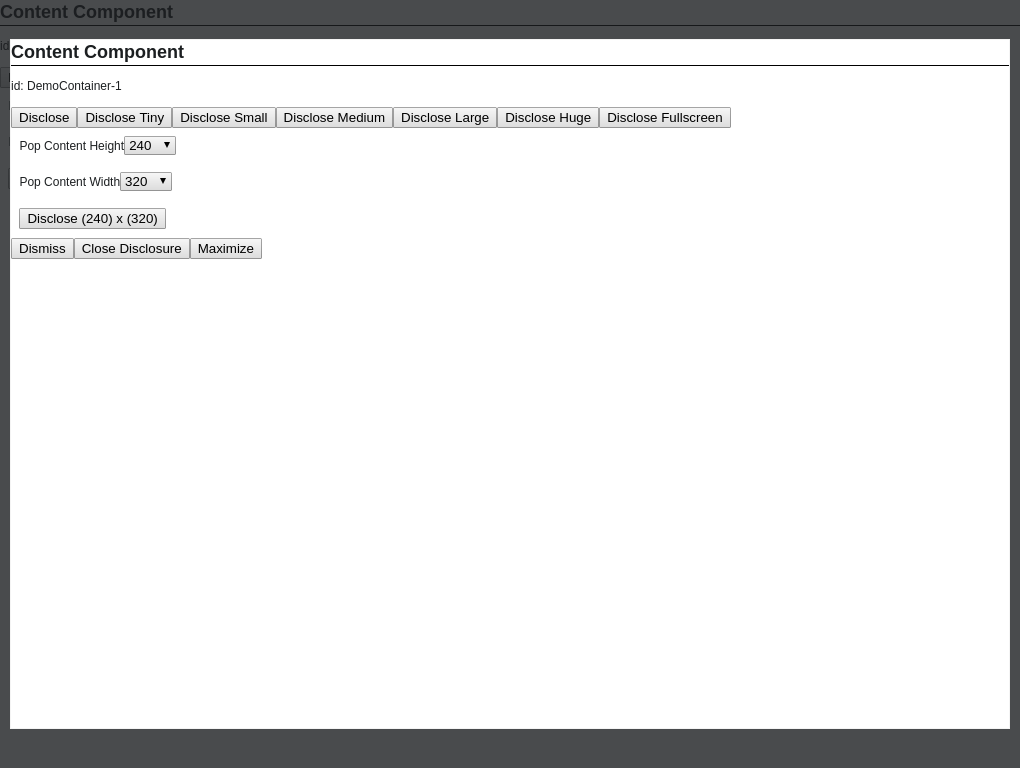 Content Component
id
Content Component
id: DemoContainer-1
Disclose Disclose Tiny Disclose Small Disclose Medium Disclose Large Disclose Huge Disclose Fullscreen
Pop Content Height 240
Pop Content Width 320
Disclose (240) x (320)
Dismiss Close Disclosure Maximize